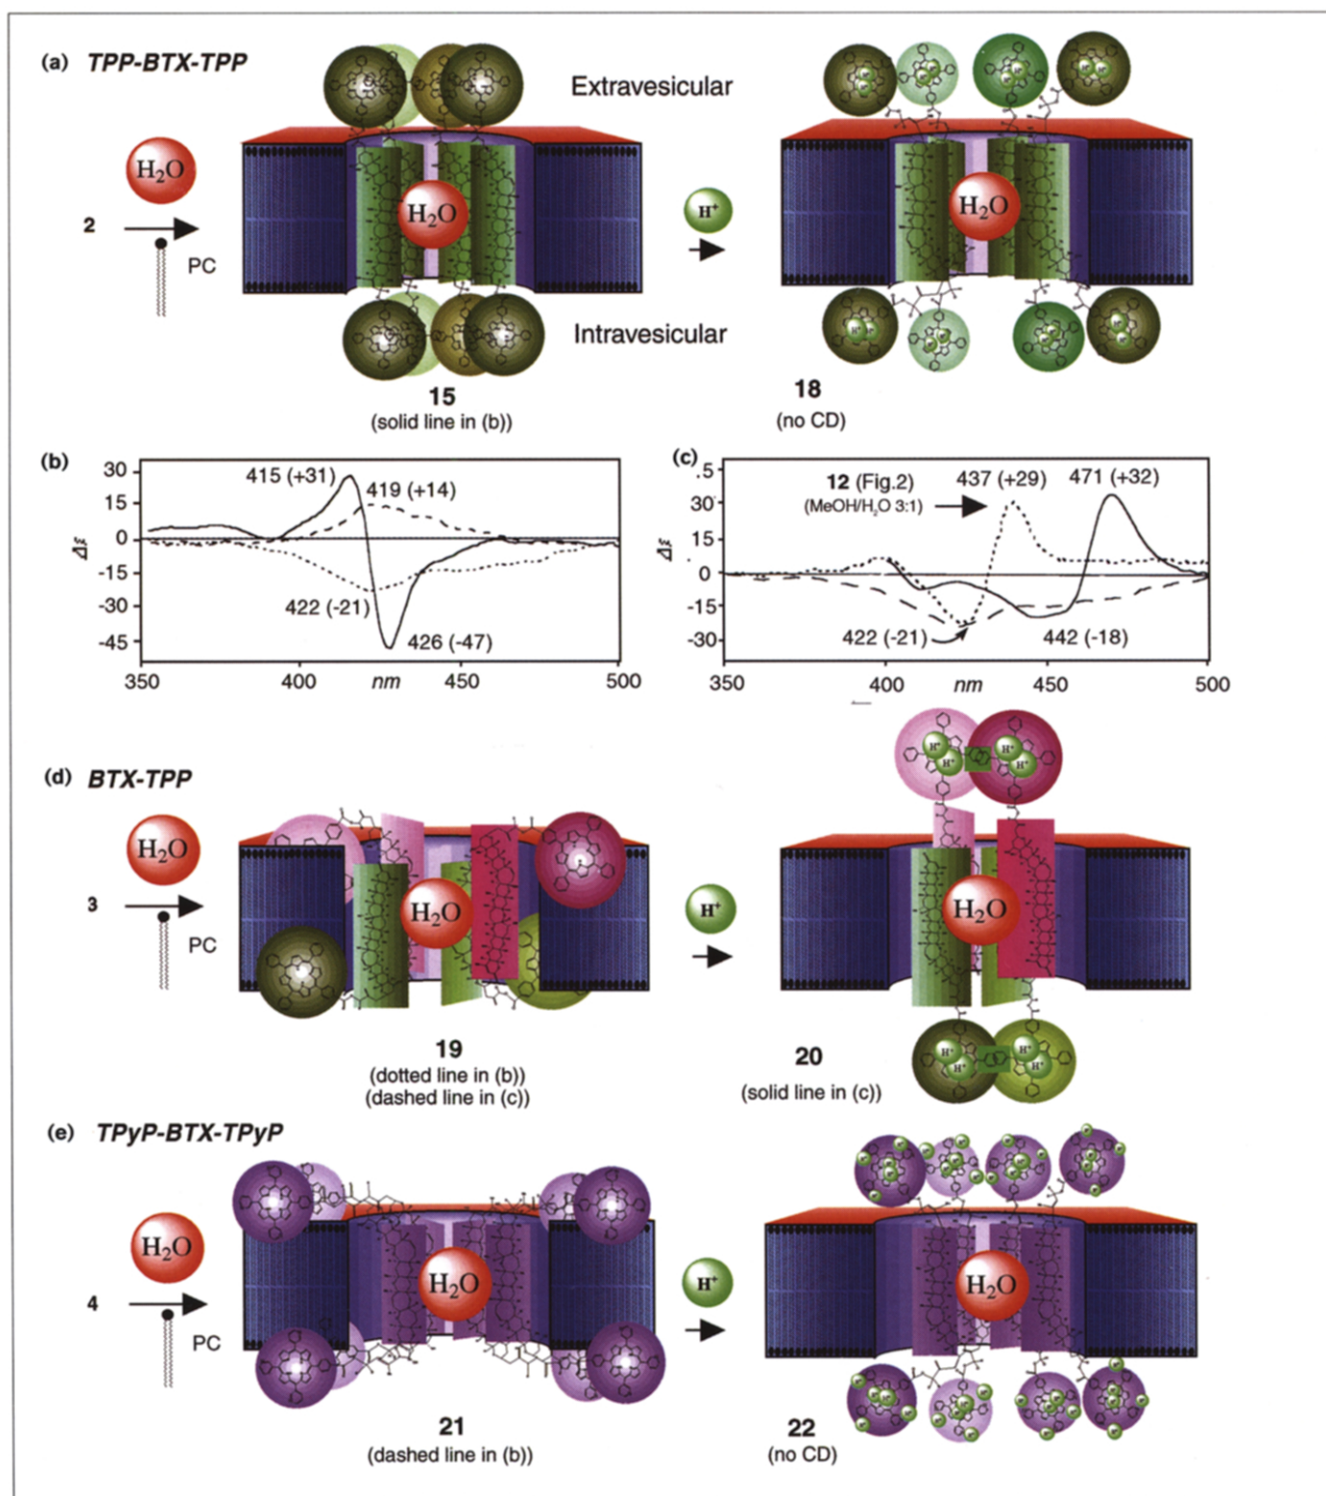 (a) TPP-BTX-TPP
Extravesicular
H₂O
2
PC
H₂O
H⁺
H₂O
Intravesicular
15
(solid line in (b))
18
(no CD)
(b)
30
15
0
-15
-30
-45
Δε
415 (+31)
419 (+14)
422 (-21)
426 (-47)
350 400 nm 450 500
(c)
.5
30
15
0
-15
-30
Δε
12 (Fig.2)
(MeOH/H₂O 3:1)
437 (+29)
471 (+32)
422 (-21)
442 (-18)
350 400 nm 450 500
(d) BTX-TPP
H₂O
3
PC
H₂O
H⁺
H⁺ H⁺
H⁺ H⁺
H₂O
H⁺ H⁺
H⁺ H⁺
19
(dotted line in (b))
(dashed line in (c))
20
(solid line in (c))
(e) TPyP-BTX-TPyP
H₂O
4
PC
H₂O
H⁺
H₂O
21
(dashed line in (b))
22
(no CD)